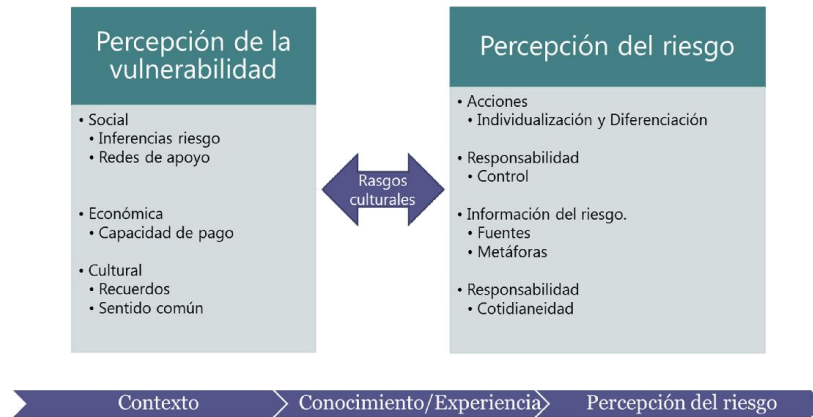 Percepción de la
vulnerabilidad
• Social
• Inferencias riesgo
• Redes de apoyo
• Económica
• Capacidad de pago
• Cultural
• Recuerdos
• Sentido común
Rasgos
culturales
Percepción del riesgo
• Acciones
• Individualización y Diferenciación
• Responsabilidad
• Control
• Información del riesgo.
• Fuentes
• Metáforas
• Responsabilidad
• Cotidianeidad
Contexto
Conocimiento/Experiencia
Percepción del riesgo